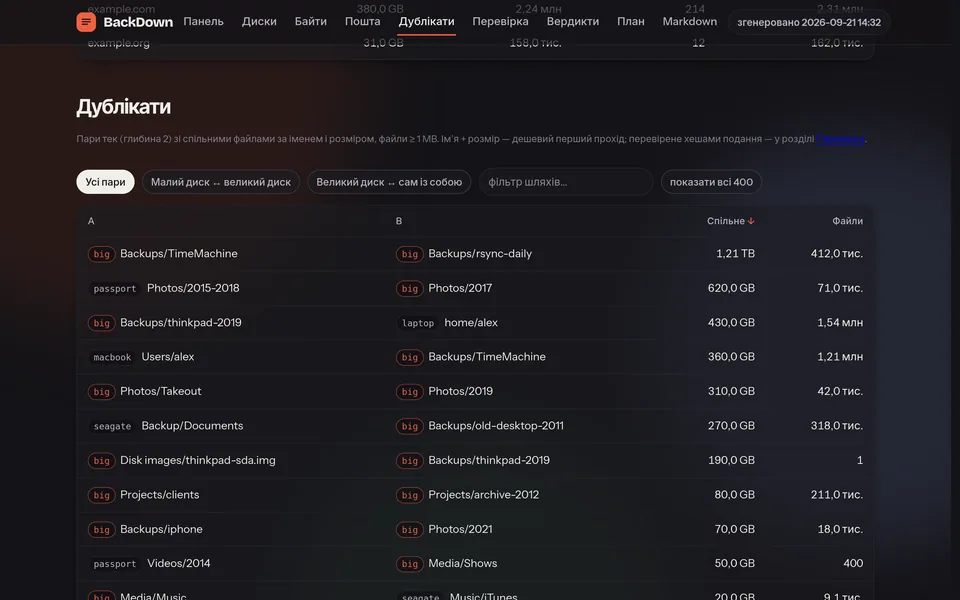 example.com 380,0 GB 2,24 млн 214 2,31 млн
BackDown Панель Диски Байти Пошта Дублікати Перевірка Вердикти План Markdown згенеровано 2026-09-21 14:32
example.org 31,0 GB 158,0 тис. 12 162,0 тис.
Дублікати
Пари тек (глибина 2) зі спільними файлами за іменем і розміром, файли ≥ 1 MB. Ім'я + розмір — дешевий перший прохід; перевірене хешами подання — у розділі
Усі пари Малий диск ↔ великий диск Великий диск ↔ сам із собою фільтр шляхів… показати всі 400
A B Спільне ↓ Файли
big Backups/TimeMachine big Backups/rsync-daily 1,21 TB 412,0 тис.
passport Photos/2015-2018 big Photos/2017 620,0 GB 71,0 тис.
big Backups/thinkpad-2019 laptop home/alex 430,0 GB 1,54 млн
macbook Users/alex big Backups/TimeMachine 360,0 GB 1,21 млн
big Photos/Takeout big Photos/2019 310,0 GB 42,0 тис.
seagate Backup/Documents big Backups/old-desktop-2011 270,0 GB 318,0 тис.
big Disk images/thinkpad-sda.img big Backups/thinkpad-2019 190,0 GB 1
big Projects/clients big Projects/archive-2012 80,0 GB 211,0 тис.
big Backups/iphone big Photos/2021 70,0 GB 18,0 тис.
passport Videos/2014 big Media/Shows 50,0 GB 400
big Media/Music seagate Music/iTunes 20,0 GB 9,1 тис.